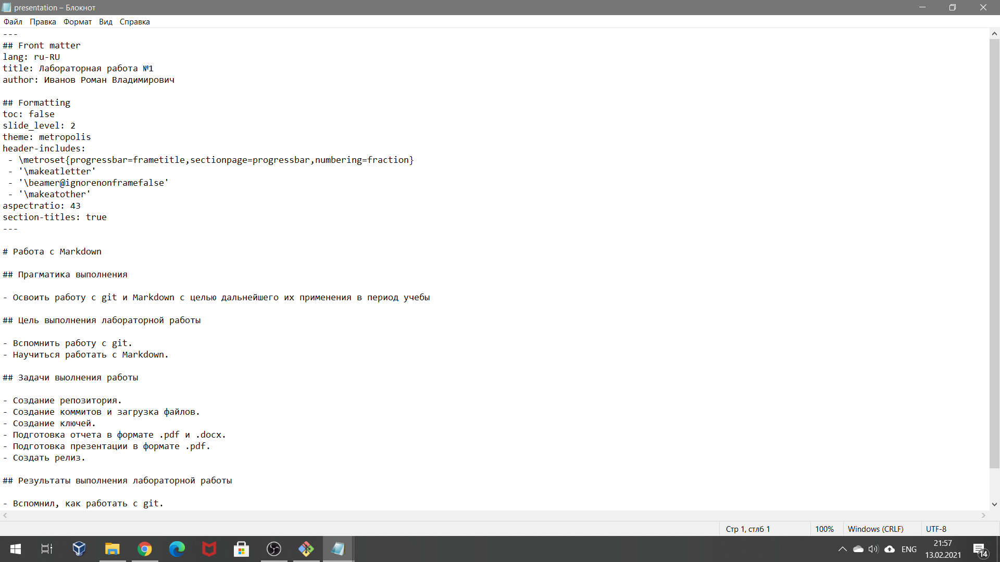 presentation – Блокнот
Файл Правка Формат Вид Справка
---
## Front matter
lang: ru-RU
title: Лабораторная работа №1
author: Иванов Роман Владимирович

## Formatting
toc: false
slide_level: 2
theme: metropolis
header-includes:
 - \metroset{progressbar=frametitle,sectionpage=progressbar,numbering=fraction}
 - '\makeatletter'
 - '\beamer@ignorenonframefalse'
 - '\makeatother'
aspectratio: 43
section-titles: true
---

# Работа с Markdown

## Прагматика выполнения

- Освоить работу с git и Markdown с целью дальнейшего их применения в период учебы

## Цель выполнения лабораторной работы

- Вспомнить работу с git.
- Научиться работать с Markdown.

## Задачи выолнения работы

- Создание репозитория.
- Создание коммитов и загрузка файлов.
- Создание ключей.
- Подготовка отчета в формате .pdf и .docx.
- Подготовка презентации в формате .pdf.
- Создать релиз.

## Результаты выполнения лабораторной работы

- Вспомнил, как работать с git.
Стр 1, стлб 1 100% Windows (CRLF) UTF-8
ENG
21:57
13.02.2021
14